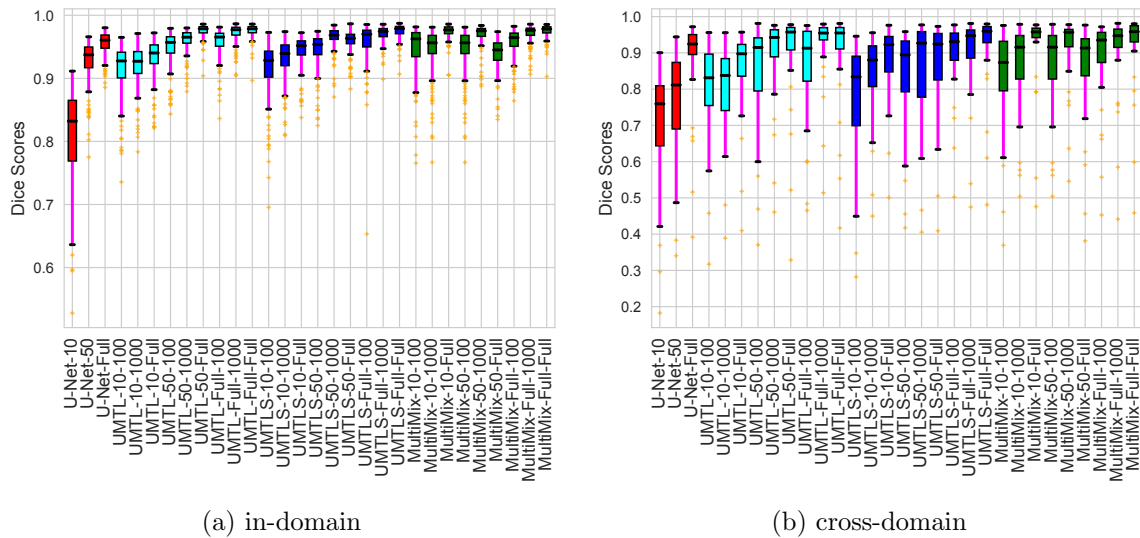 1.0
0.9
0.8
0.7
0.6
Dice Scores
U-Net-10
U-Net-50
U-Net-Full
UMTL-10-100
UMTL-10-1000
UMTL-10-Full
UMTL-50-100
UMTL-50-1000
UMTL-50-Full
UMTL-Full-100
UMTL-Full-1000
UMTL-Full-Full
UMTLS-10-100
UMTLS-10-1000
UMTLS-10-Full
UMTLS-50-100
UMTLS-50-1000
UMTLS-50-Full
UMTLS-Full-100
UMTLS-Full-1000
UMTLS-Full-Full
MultiMix-10-100
MultiMix-10-1000
MultiMix-10-Full
MultiMix-50-100
MultiMix-50-1000
MultiMix-50-Full
MultiMix-Full-100
MultiMix-Full-1000
MultiMix-Full-Full
(a) in-domain
1.0
0.9
0.8
0.7
0.6
0.5
0.4
0.3
0.2
Dice Scores
U-Net-10
U-Net-50
U-Net-Full
UMTL-10-100
UMTL-10-1000
UMTL-10-Full
UMTL-50-100
UMTL-50-1000
UMTL-50-Full
UMTL-Full-100
UMTL-Full-1000
UMTL-Full-Full
UMTLS-10-100
UMTLS-10-1000
UMTLS-10-Full
UMTLS-50-100
UMTLS-50-1000
UMTLS-50-Full
UMTLS-Full-100
UMTLS-Full-1000
UMTLS-Full-Full
MultiMix-10-100
MultiMix-10-1000
MultiMix-10-Full
MultiMix-50-100
MultiMix-50-1000
MultiMix-50-Full
MultiMix-Full-100
MultiMix-Full-1000
MultiMix-Full-Full
(b) cross-domain